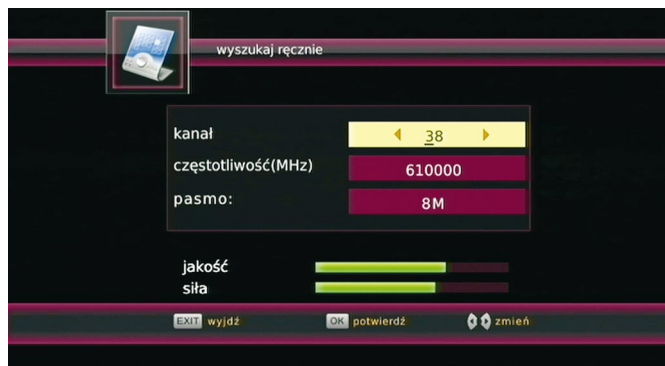 wyszukaj ręcznie
kanał 38
częstotliwość(MHz) 610000
pasmo: 8M
jakość
siła
EXIT wyjdź OK potwierdź zmień